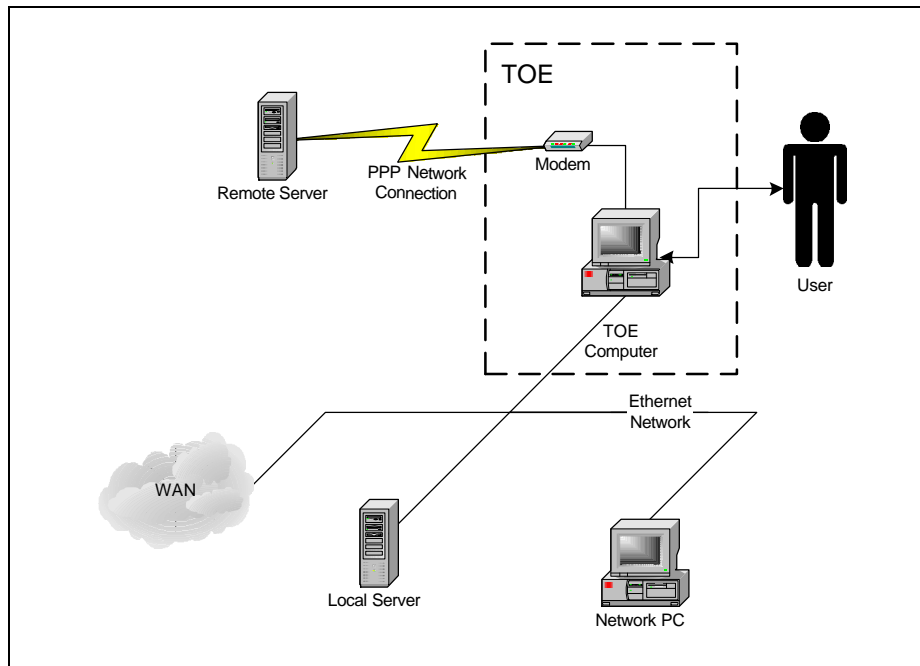 TOE
Remote Server
PPP Network
Connection
Modem
User
TOE
Computer
Ethernet
Network
WAN
Local Server
Network PC